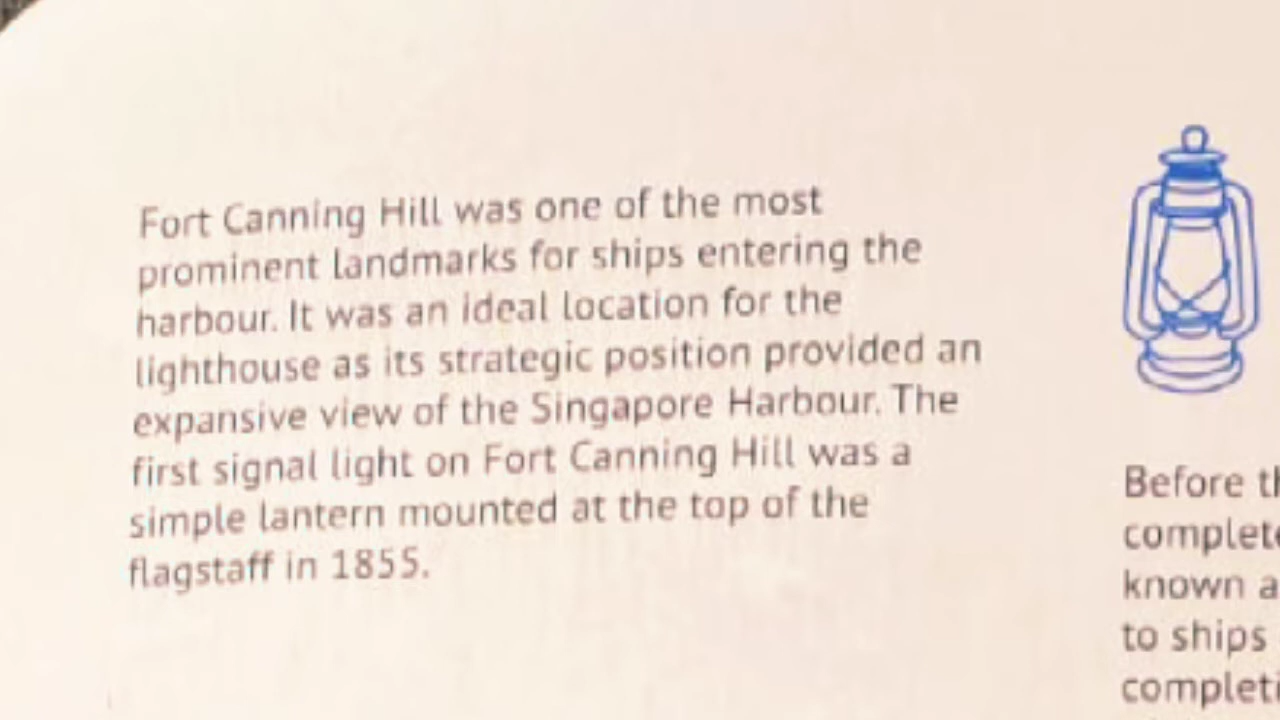 Fort Canning Hill was one of the most
prominent landmarks for ships entering the
harbour. It was an ideal location for the
lighthouse as its strategic position provided an
expansive view of the Singapore Harbour. The
first signal light on Fort Canning Hill was a
simple lantern mounted at the top of the
flagstaff in 1855.
Before
known
to ships